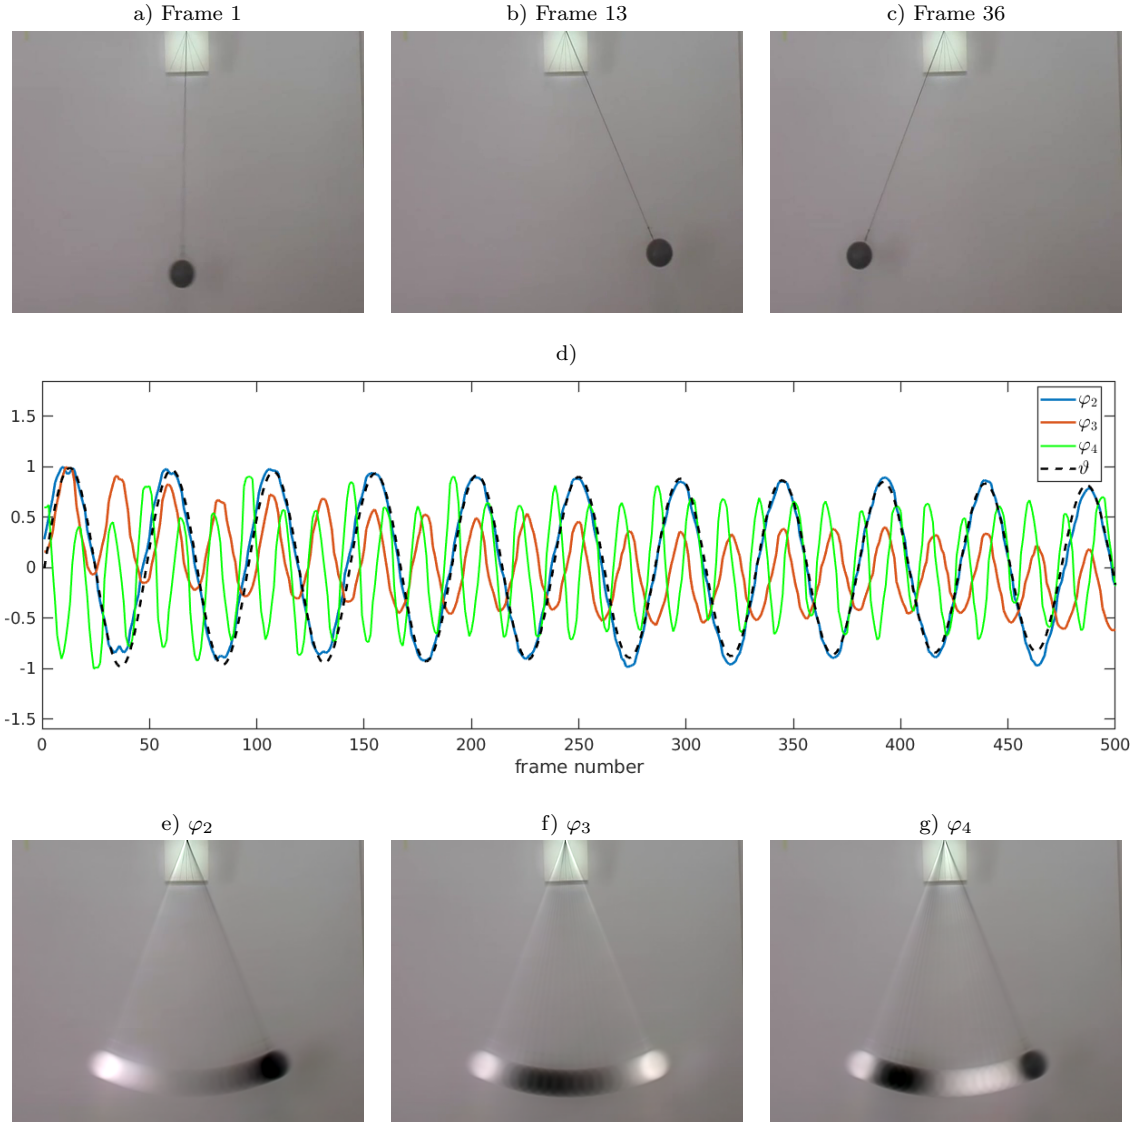 a) Frame 1
b) Frame 13
c) Frame 36
d)
1.5
1
0.5
0
-0.5
-1
-1.5
φ₂
φ₃
φ₄
ϑ
0 50 100 150 200 250 300 350 400 450 500
frame number
e) φ₂
f) φ₃
g) φ₄